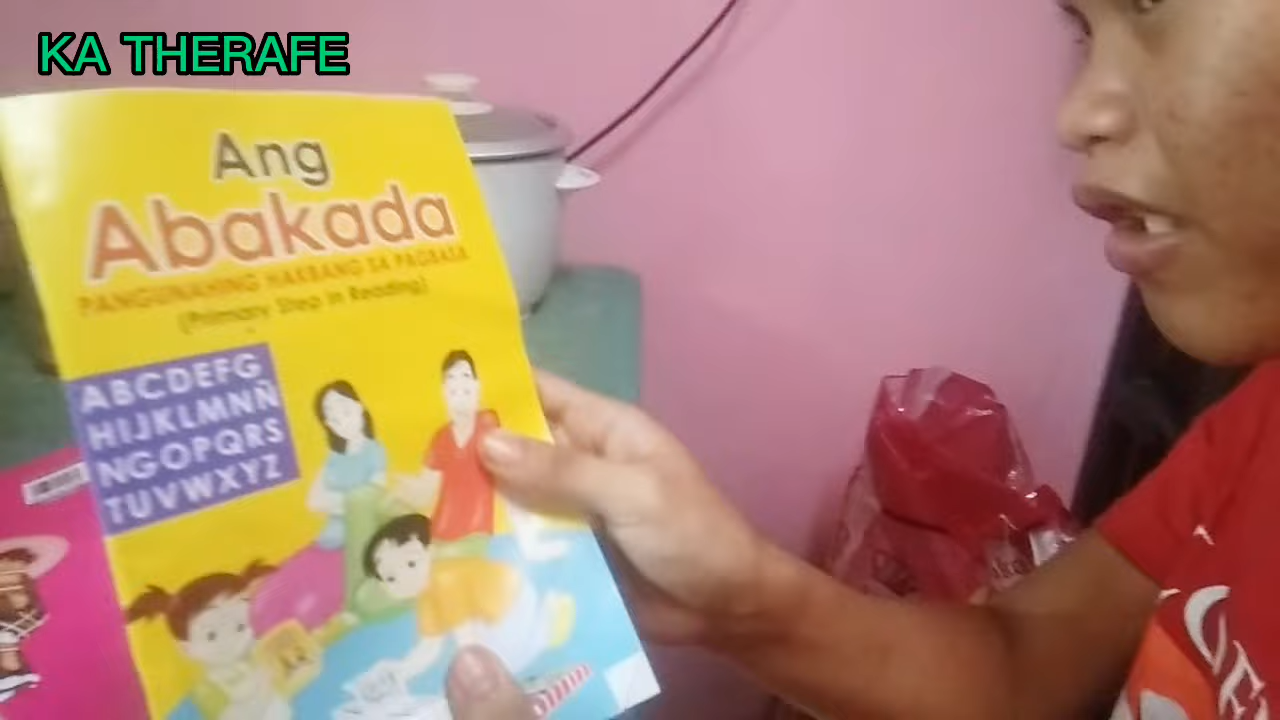 KA THERAFE
Ang
Abakada
PANGUNAHING HAKBANG SA PAGBASA
(Primary Step in Reading)
ABCDEFG
HIJKLMNÑ
NGOPQRS
TUVWXYZ